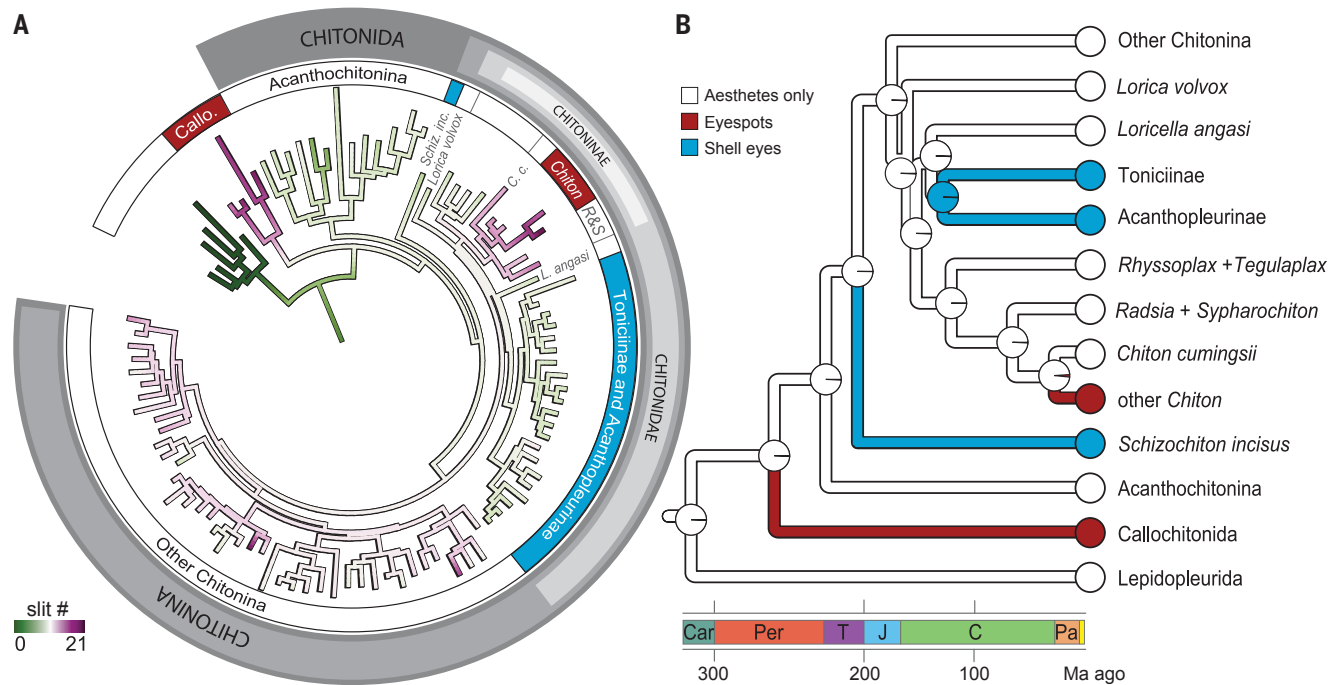 A
CHITONIDA
Acanthochitonina
Callo.
Schiz. inc.
Lorica volvox
C. c.
CHITONINAE
Chiton
R&S
L. angasi
Toniciinae and Acanthopleurinae
CHITONIDAE
Other Chitonina
CHITONINA
slit #
0 21
B
Aesthetes only
Eyespots
Shell eyes
Other Chitonina
Lorica volvox
Loricella angasi
Toniciinae
Acanthopleurinae
Rhyssoplax +Tegulaplax
Radsia + Sypharochiton
Chiton cumingsii
other Chiton
Schizochiton incisus
Acanthochitonina
Callochitonida
Lepidopleurida
Car Per T J C Pa
300 200 100 Ma ago